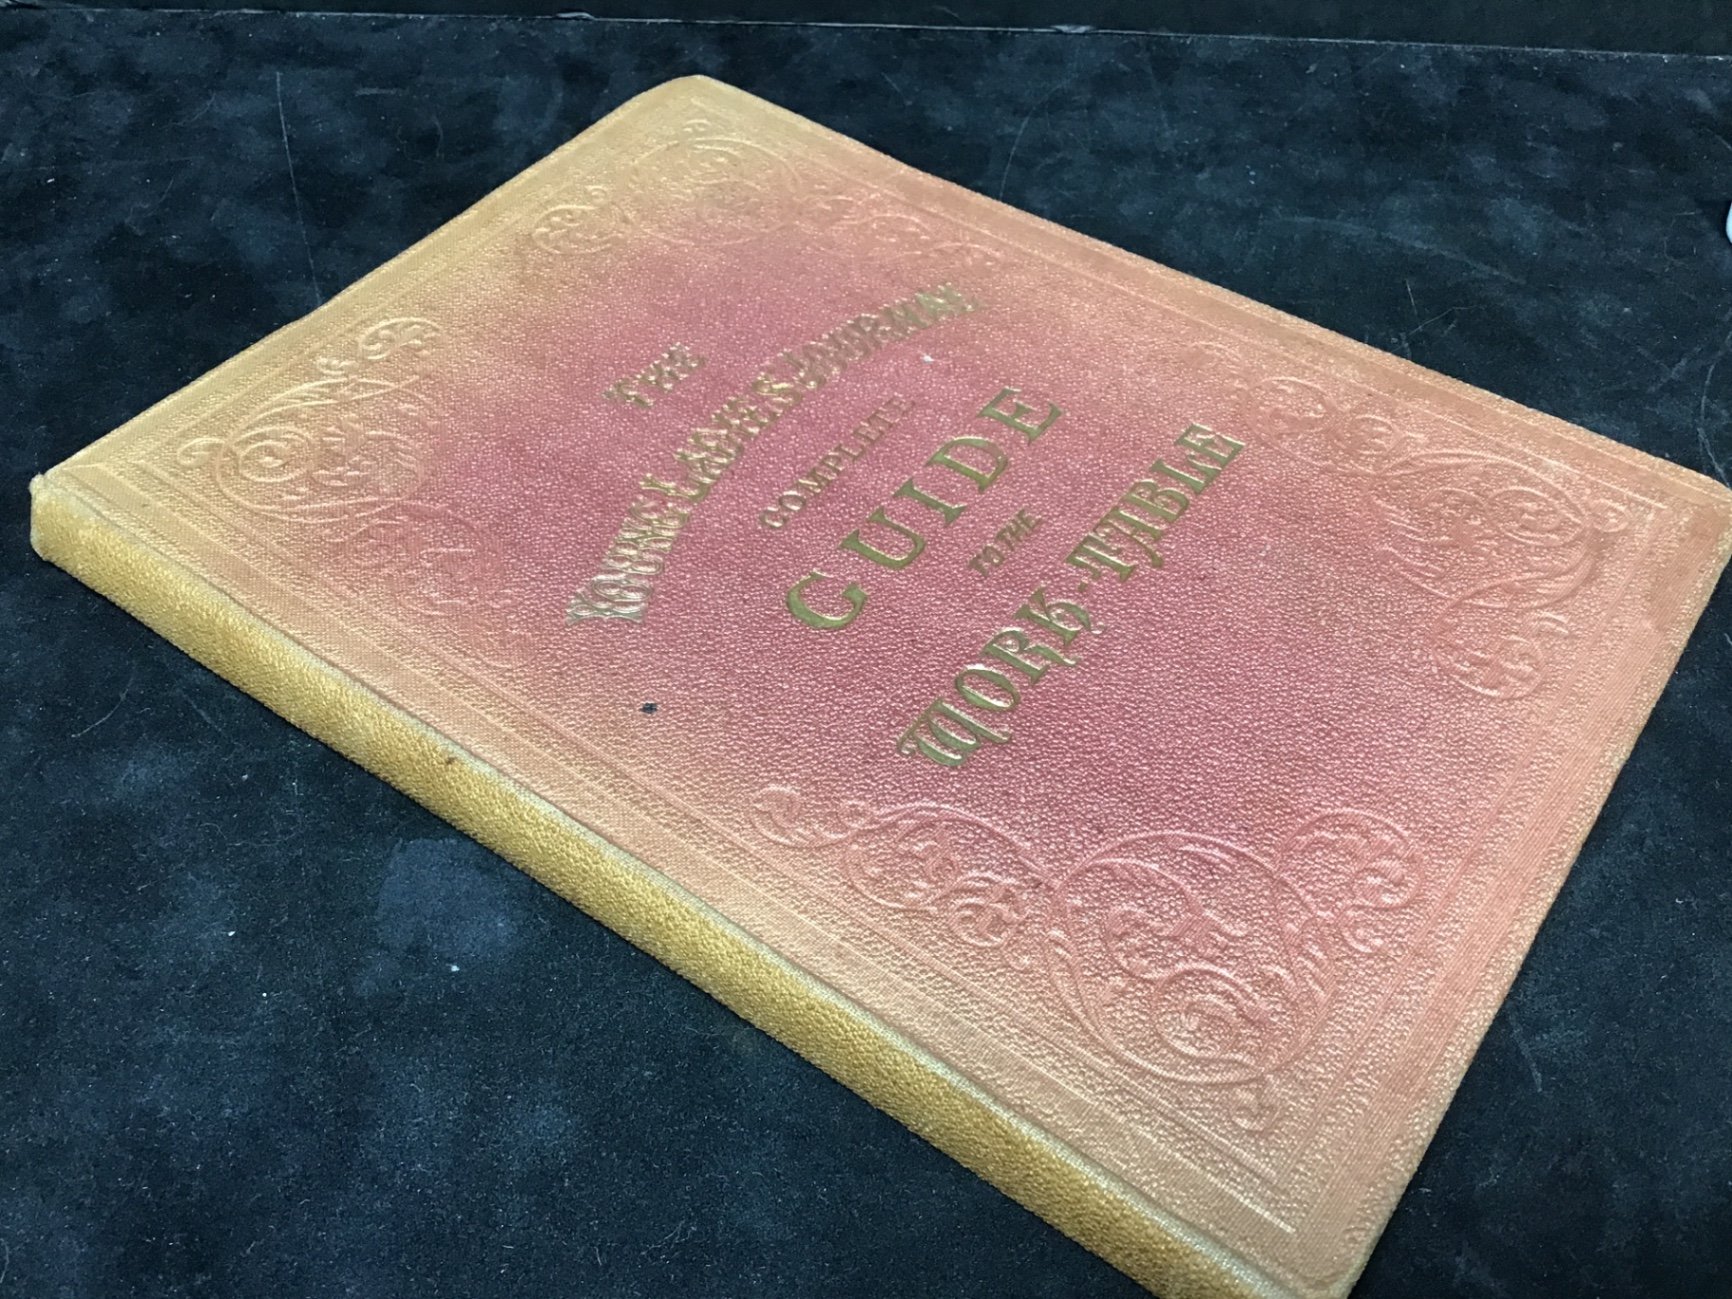 THE
YOUNG LADIES JOURNAL
COMPLETE
GUIDE
TO THE
WORK-TABLE